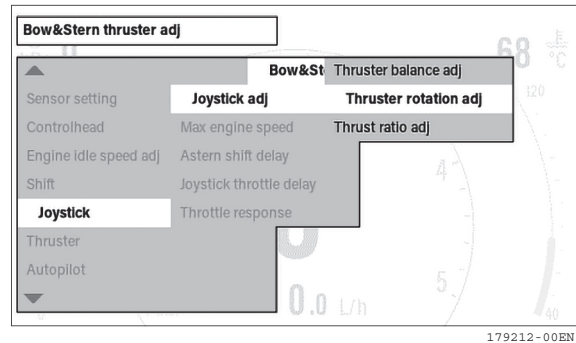 Bow&Stern thruster adj
68 °C
Bow&St Thruster balance adj
Sensor setting Joystick adj Thruster rotation adj 120
Controlhead Max engine speed Thrust ratio adj
Engine idle speed adj Astern shift delay 4
Shift Joystick throttle delay
Joystick Throttle response
Thruster
Autopilot 5
0.0 L/h
40
179212-00EN